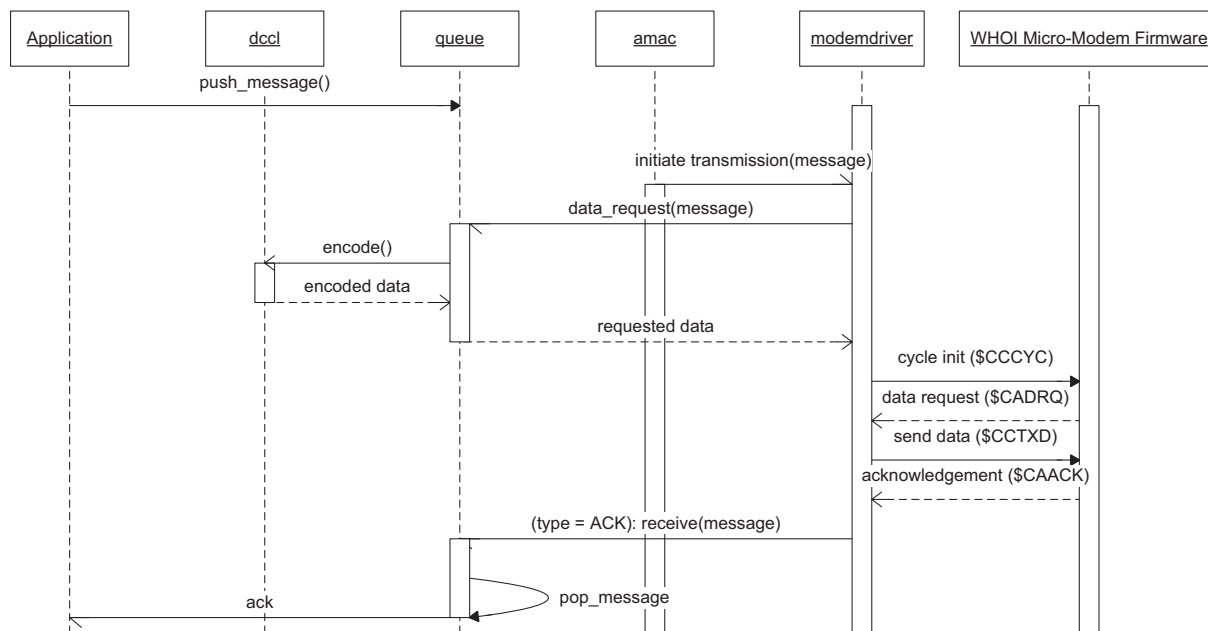 Application
dccl
queue
amac
modemdriver
WHOI Micro-Modem Firmware
push_message()
initiate transmission(message)
data_request(message)
encode()
encoded data
requested data
cycle init ($CCCYC)
data request ($CADRQ)
send data ($CCTXD)
acknowledgement ($CAACK)
(type = ACK): receive(message)
pop_message
ack